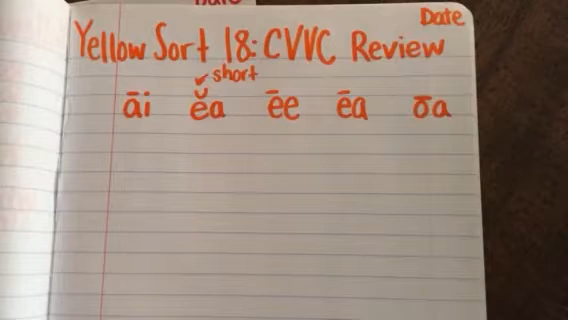 Date
Yellow Sort 18: CVVC Review
short
āi ĕa ēe ēa ōa